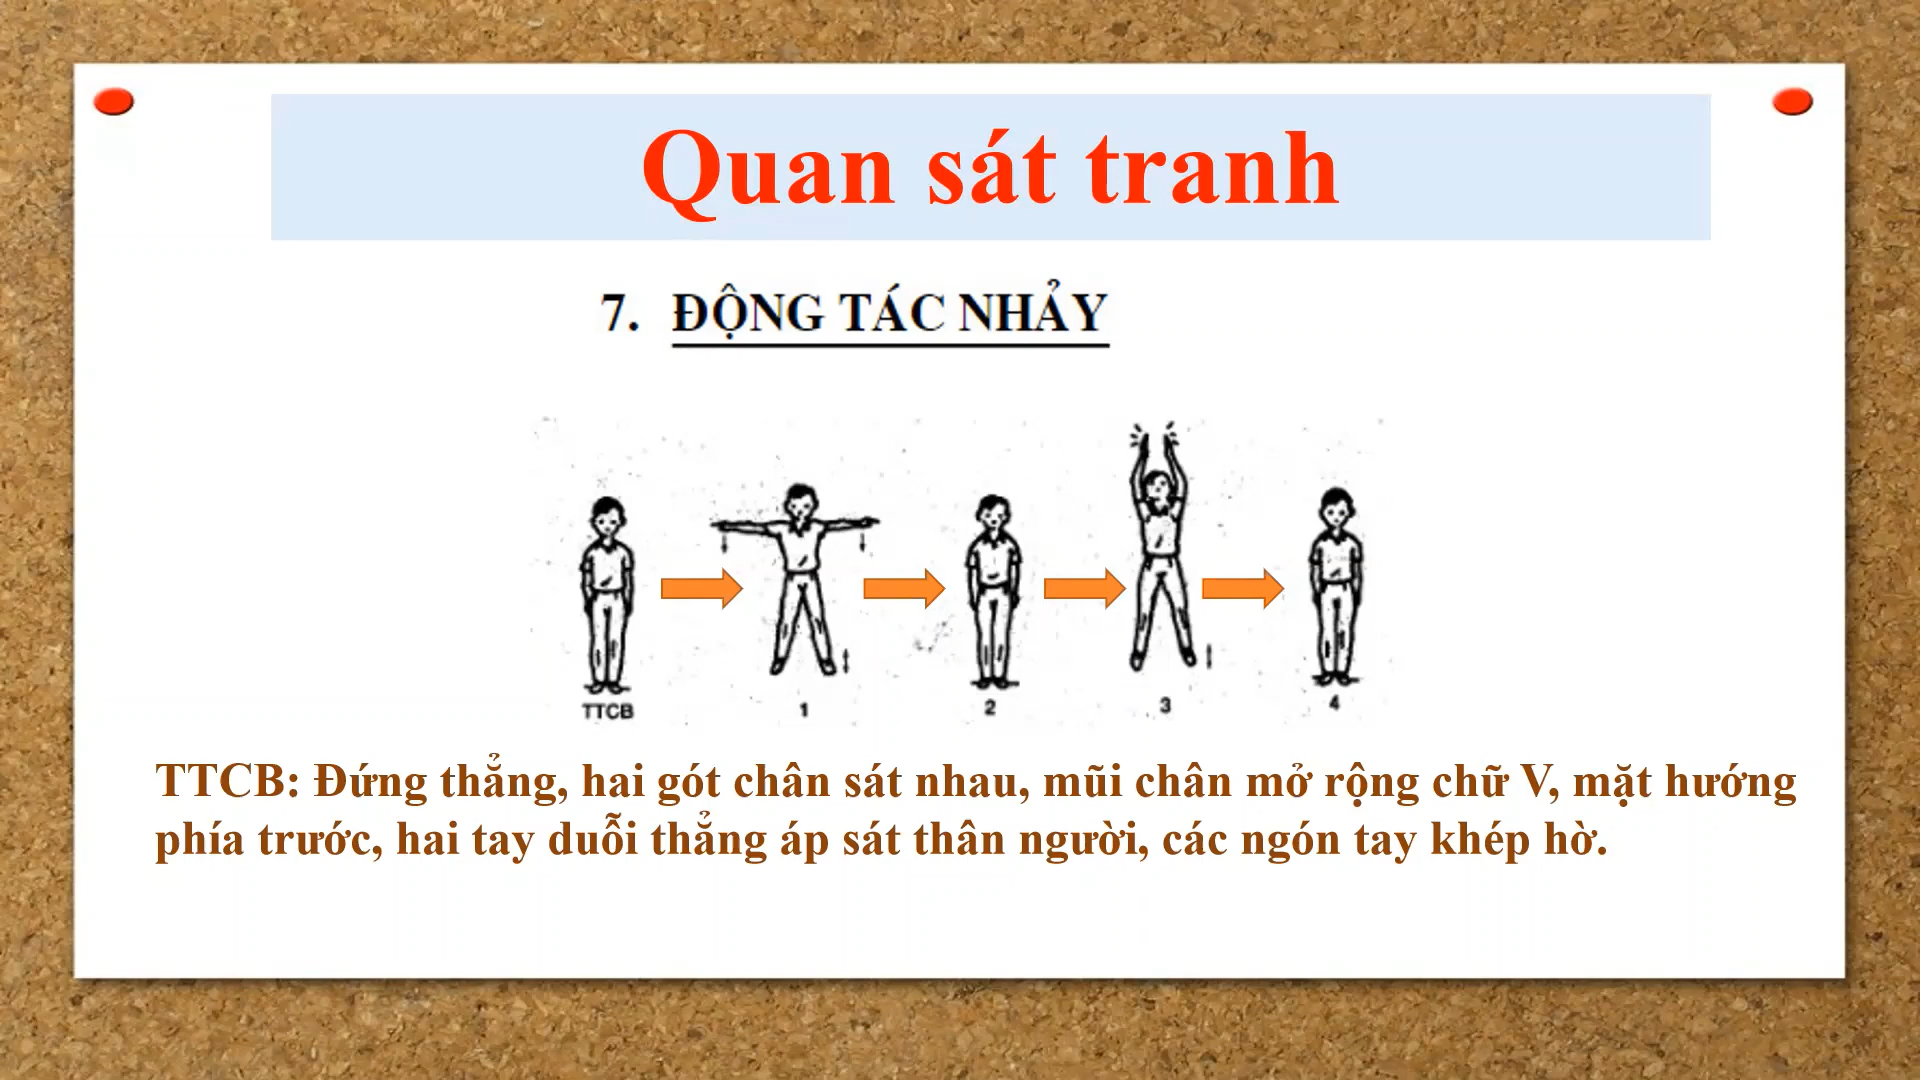 Quan sát tranh
7. ĐỘNG TÁC NHẢY
TTCB 1 2 3 4
TTCB: Đứng thẳng, hai gót chân sát nhau, mũi chân mở rộng chữ V, mặt hướng
phía trước, hai tay duỗi thẳng áp sát thân người, các ngón tay khép hờ.